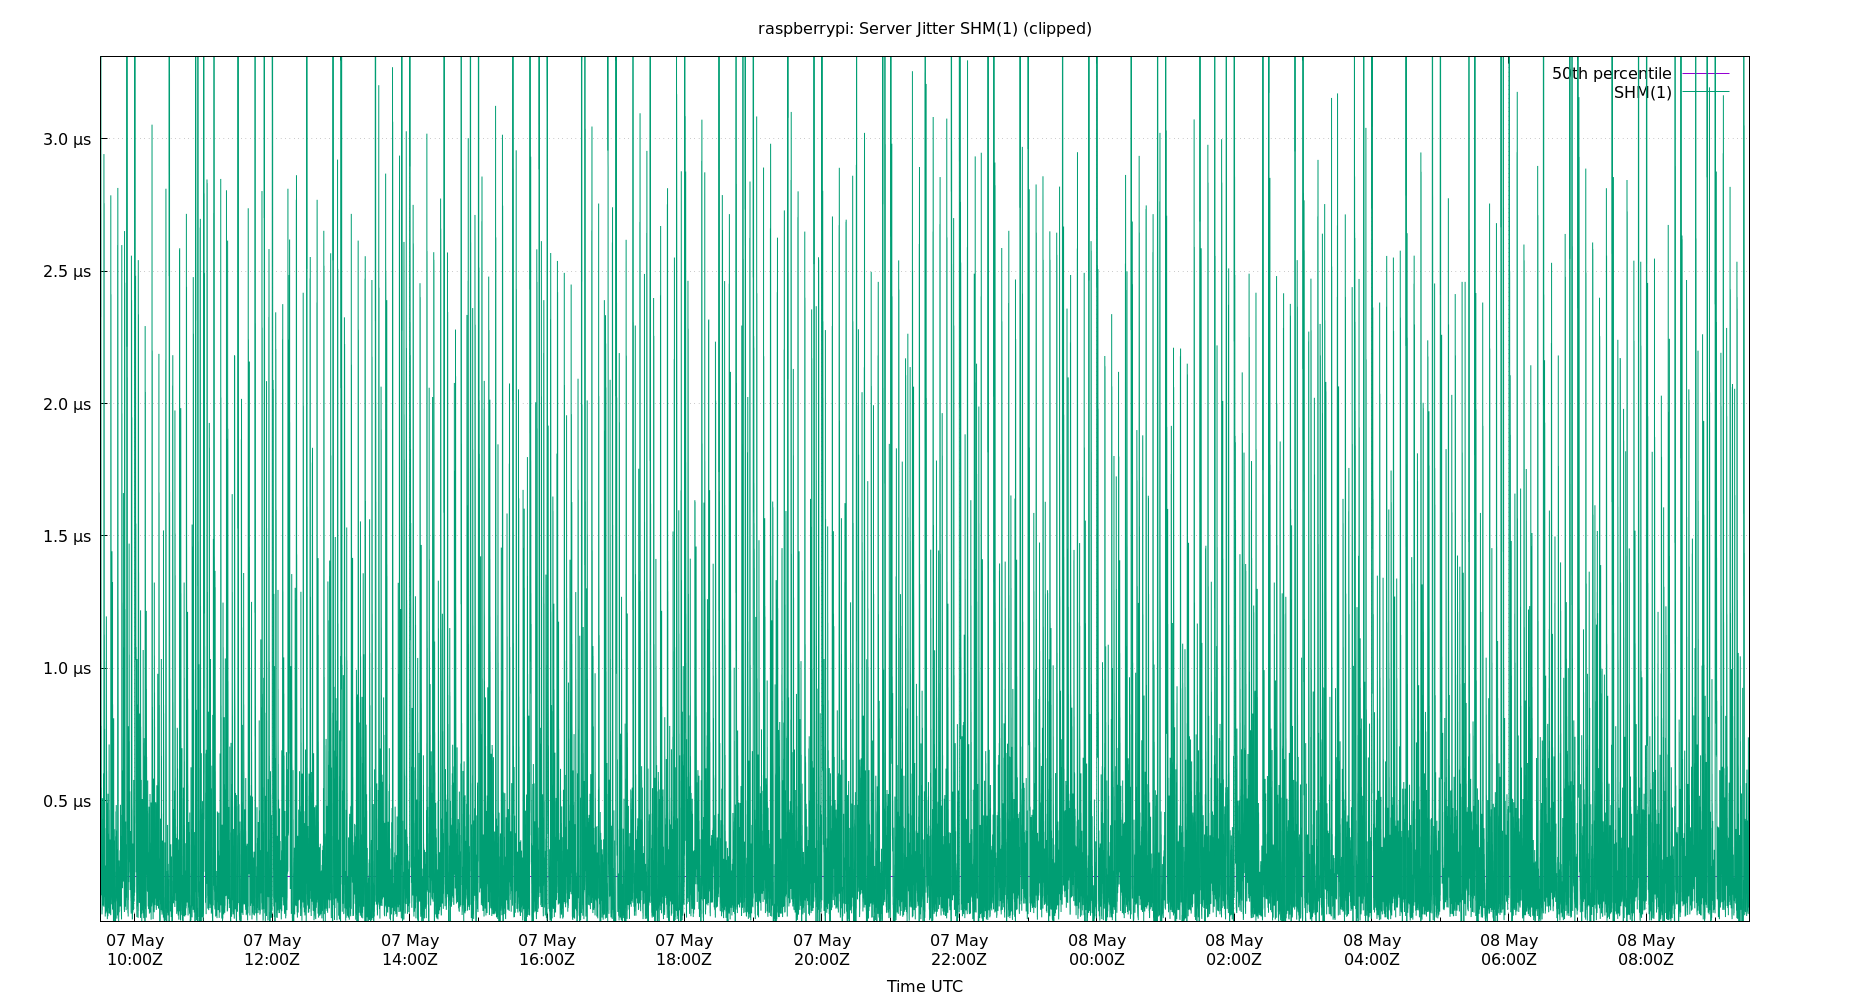 raspberrypi: Server Jitter SHM(1) (clipped)
50th percentile
SHM(1)
3.0 µs
2.5 µs
2.0 µs
1.5 µs
1.0 µs
0.5 µs
07 May 07 May 07 May 07 May 07 May 07 May 07 May 08 May 08 May 08 May 08 May 08 May
10:00Z 12:00Z 14:00Z 16:00Z 18:00Z 20:00Z 22:00Z 00:00Z 02:00Z 04:00Z 06:00Z 08:00Z
Time UTC